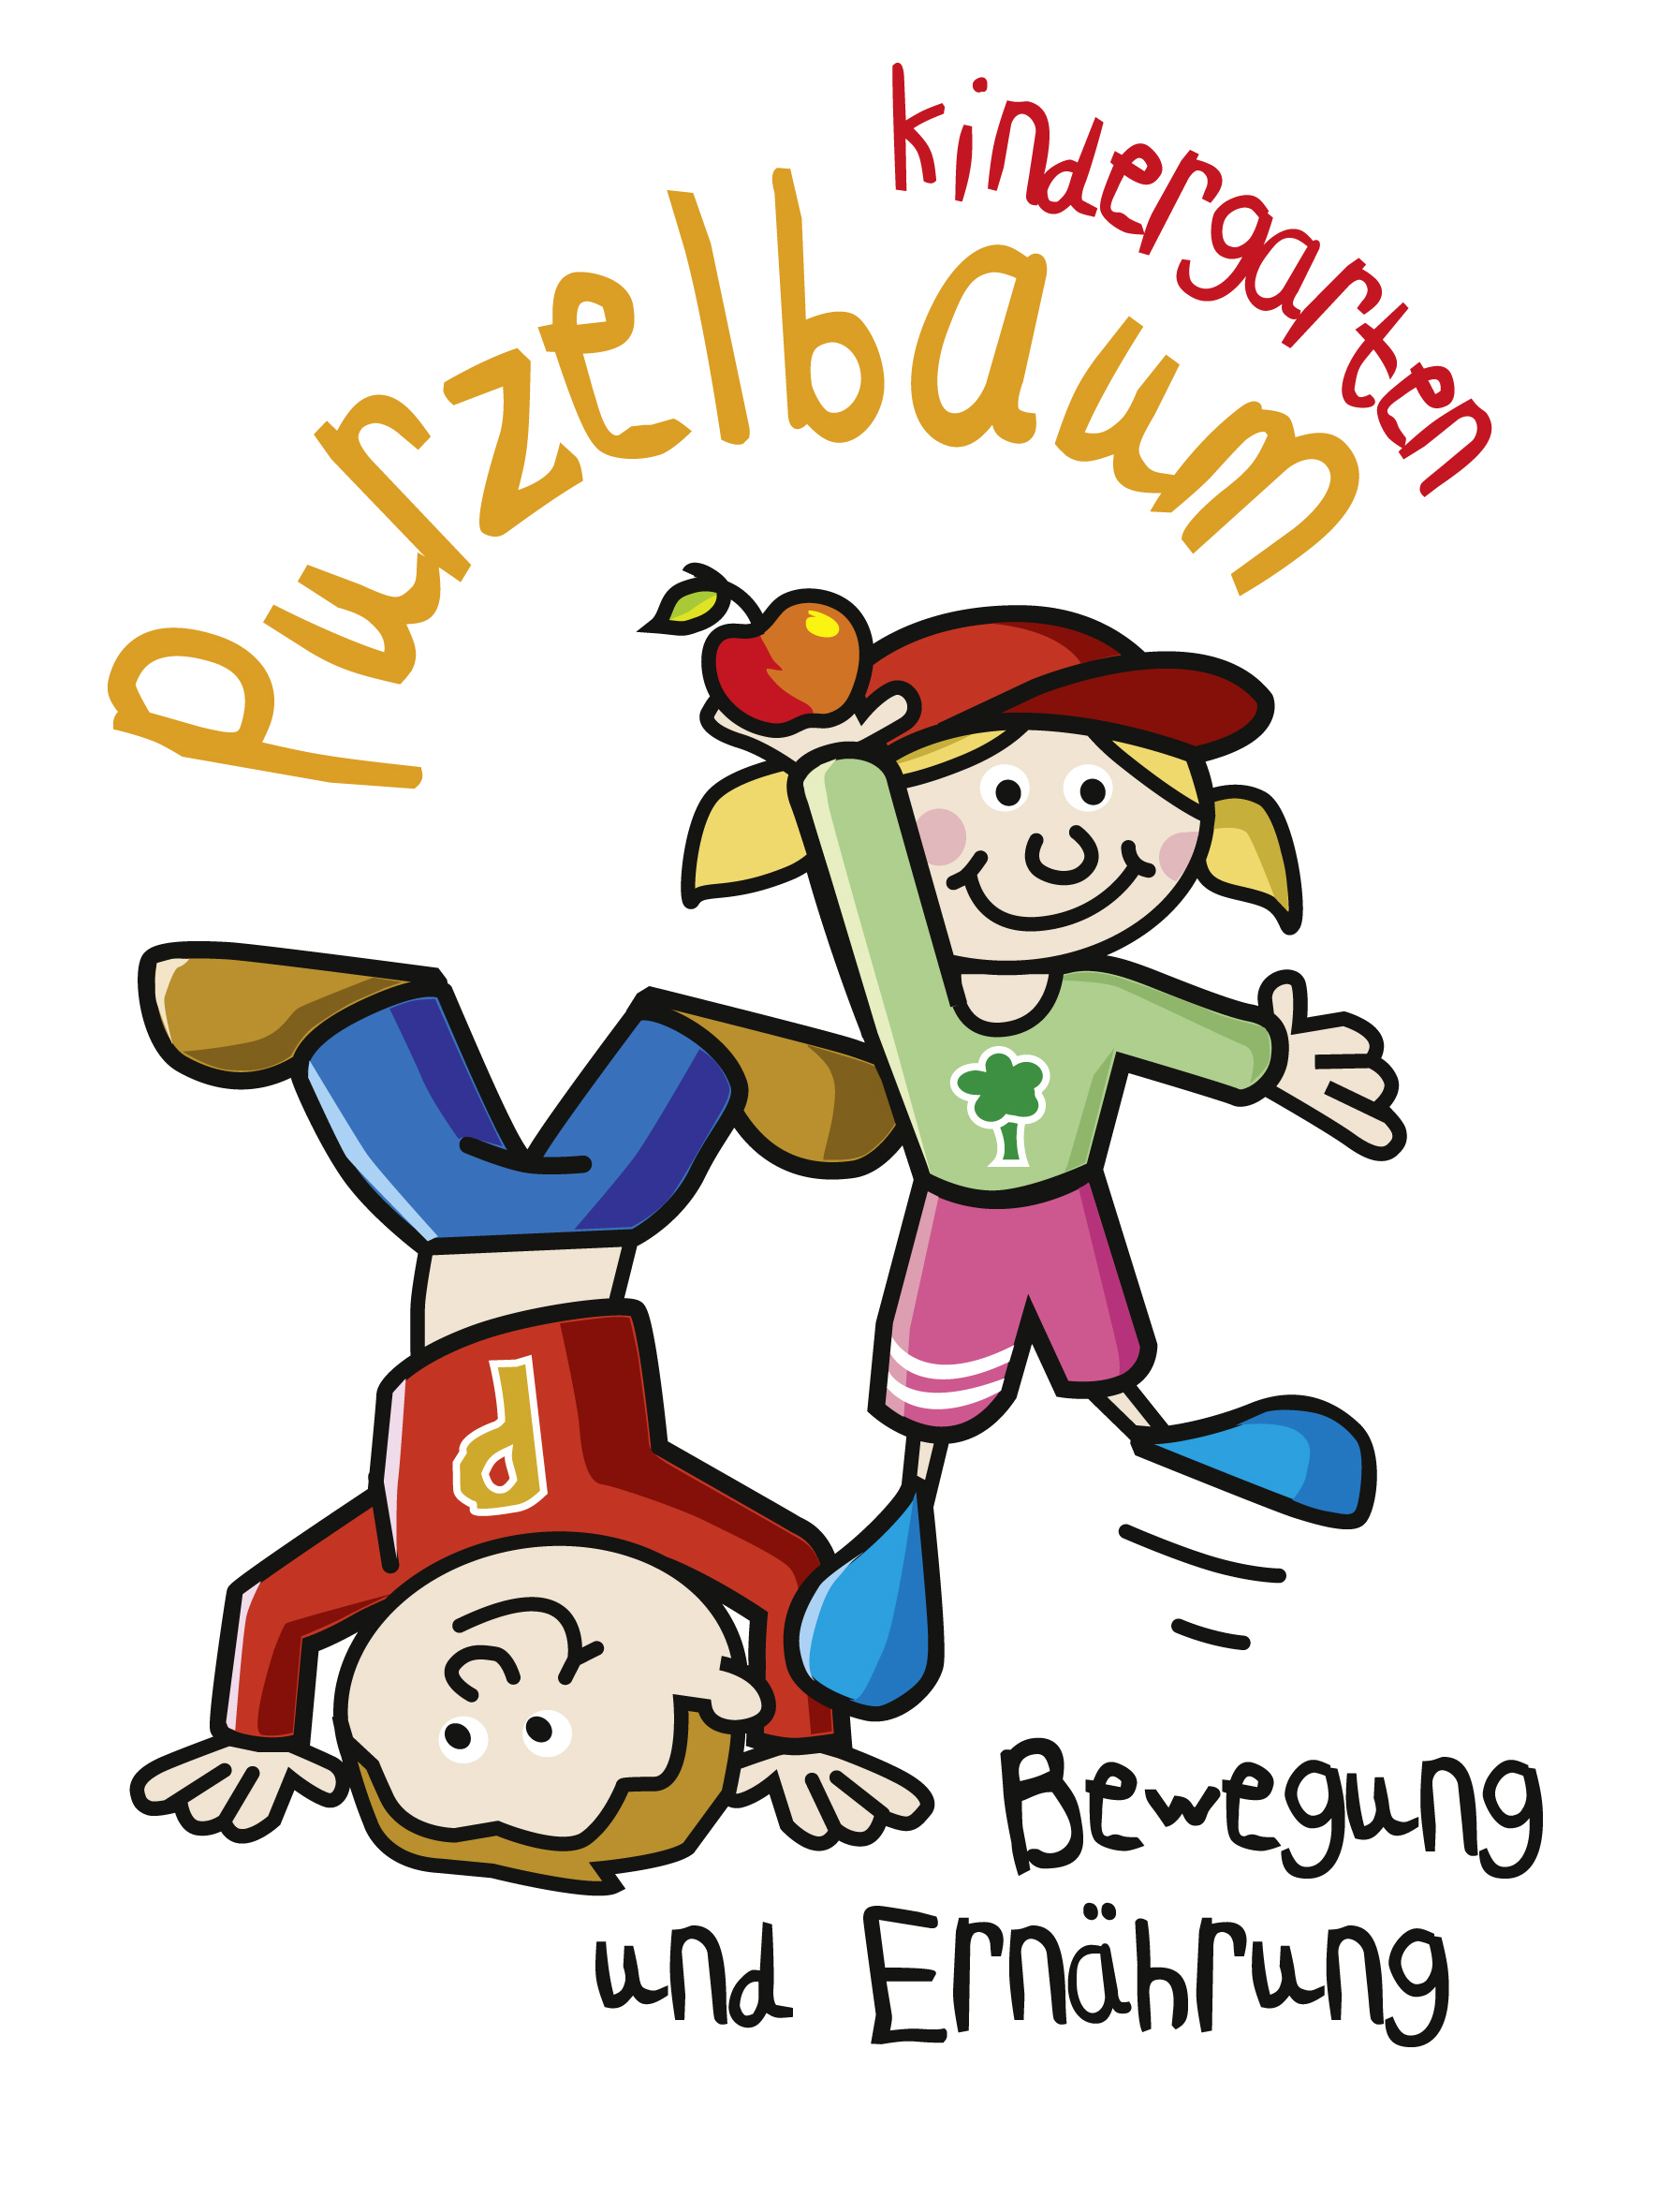 kindergarten
purzelbaum
d
Bewegung
und Ernährung